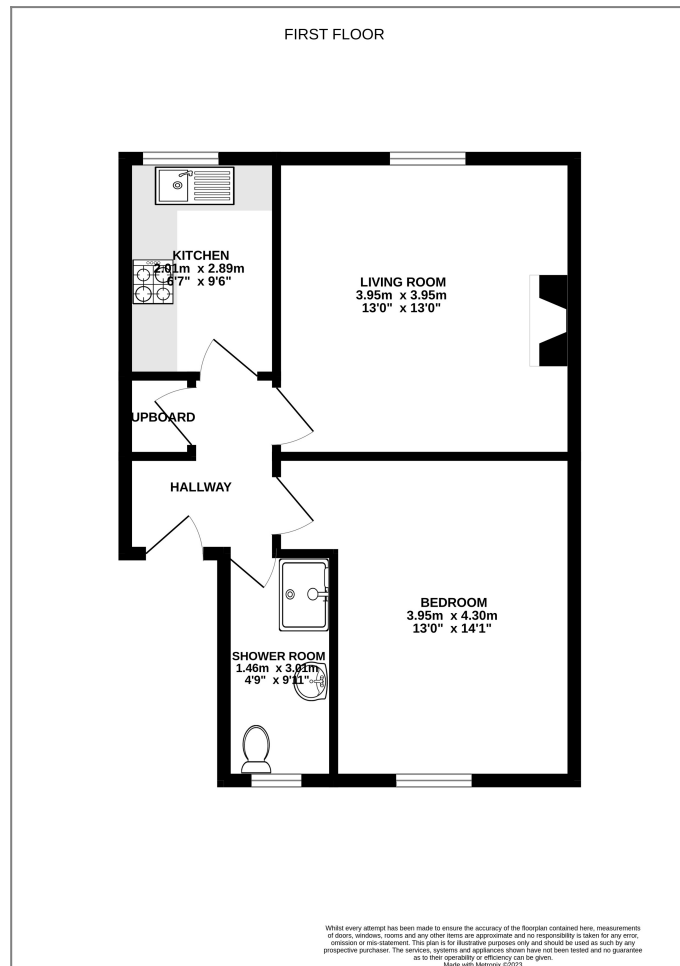 FIRST FLOOR
KITCHEN
2.01m x 2.89m
6'7" x 9'6"
LIVING ROOM
3.95m x 3.95m
13'0" x 13'0"
UPBOARD
HALLWAY
BEDROOM
3.95m x 4.30m
13'0" x 14'1"
SHOWER ROOM
1.46m x 3.01m
4'9" x 9'11"
Whilst every attempt has been made to ensure the accuracy of the floorplan contained here, measurements
of doors, windows, rooms and any other items are approximate and no responsibility is taken for any error,
omission or mis-statement. This plan is for illustrative purposes only and should be used as such by any
prospective purchaser. The services, systems and appliances shown have not been tested and no guarantee
as to their operability or efficiency can be given.
Made with Metropix ©2023